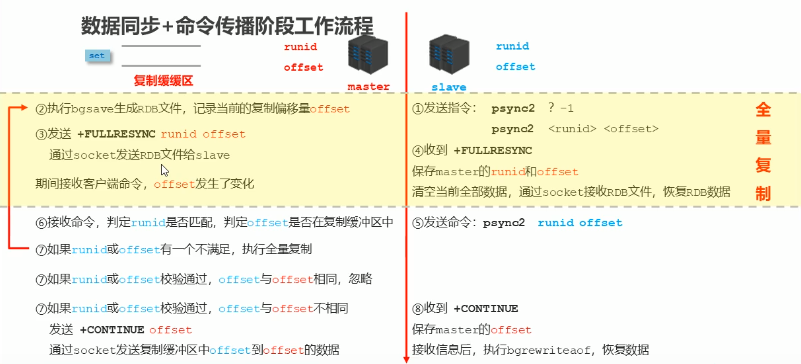 数据同步+命令传播阶段工作流程
set
复制缓缓区
runid
offset
master
slave
runid
offset
②执行bgsave生成RDB文件，记录当前的复制偏移量offset
③发送 +FULLRESYNC runid offset
通过socket发送RDB文件给slave
期间接收客户端命令，offset发生了变化
①发送指令： psync2 ? -1
psync2 <runid> <offset>
④收到 +FULLRESYNC
保存master的runid和offset
清空当前全部数据，通过socket接收RDB文件，恢复RDB数据
全量复制
⑥接收命令，判定runid是否匹配，判定offset是否在复制缓冲区中
⑦如果runid或offset有一个不满足，执行全量复制
⑦如果runid或offset校验通过，offset与offset相同，忽略
⑦如果runid或offset校验通过，offset与offset不相同
发送 +CONTINUE offset
通过socket发送复制缓冲区中offset到offset的数据
⑤发送命令：psync2 runid offset
⑧收到 +CONTINUE
保存master的offset
接收信息后，执行bgrewriteaof，恢复数据